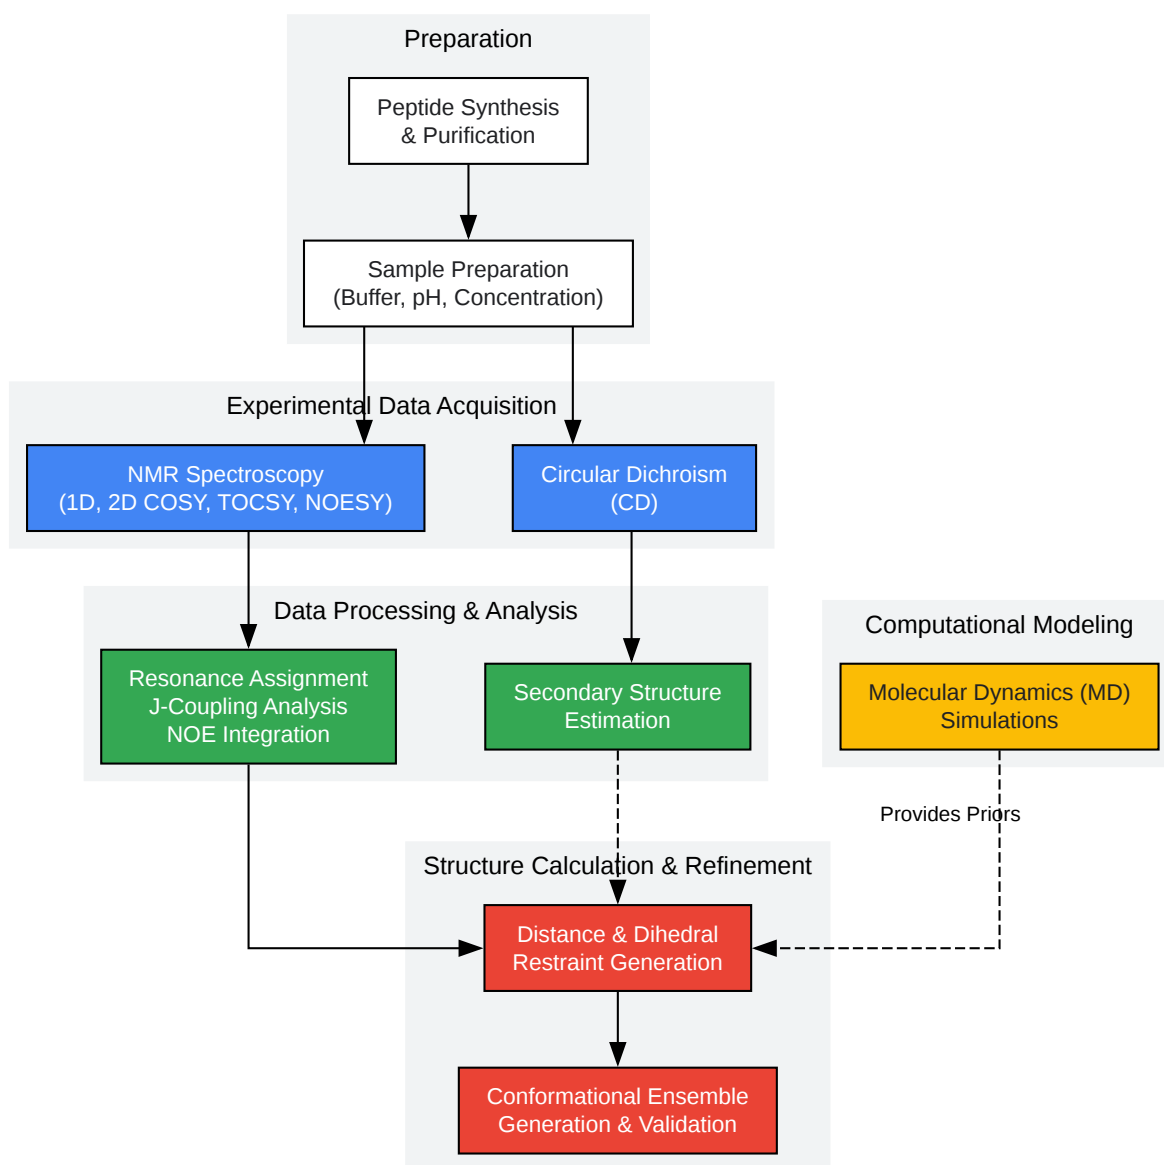 Preparation
Peptide Synthesis
& Purification
Sample Preparation
(Buffer, pH, Concentration)
Experimental Data Acquisition
NMR Spectroscopy
(1D, 2D COSY, TOCSY, NOESY)
Circular Dichroism
(CD)
Data Processing & Analysis
Resonance Assignment
J-Coupling Analysis
NOE Integration
Secondary Structure
Estimation
Computational Modeling
Molecular Dynamics (MD)
Simulations
Provides Priors
Structure Calculation & Refinement
Distance & Dihedral
Restraint Generation
Conformational Ensemble
Generation & Validation